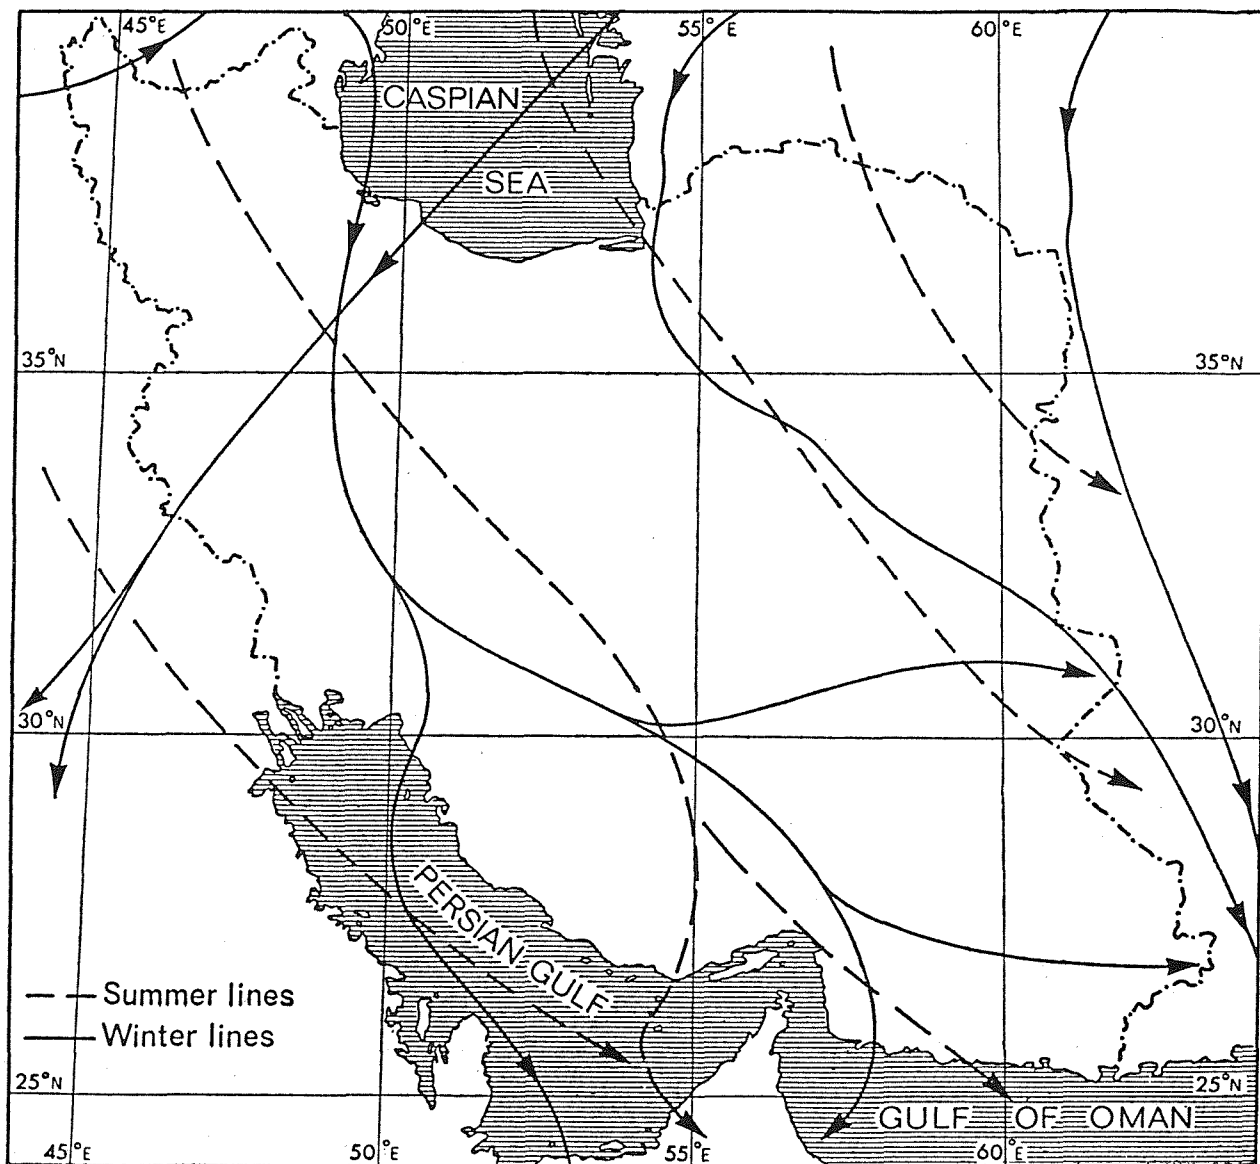 45°E 50°E 55°E 60°E
CASPIAN
SEA
35°N 35°N
30°N 30°N
PERSIAN GULF
Summer lines
Winter lines
25°N 25°N
GULF OF OMAN
45°E 50°E 55°E 60°E